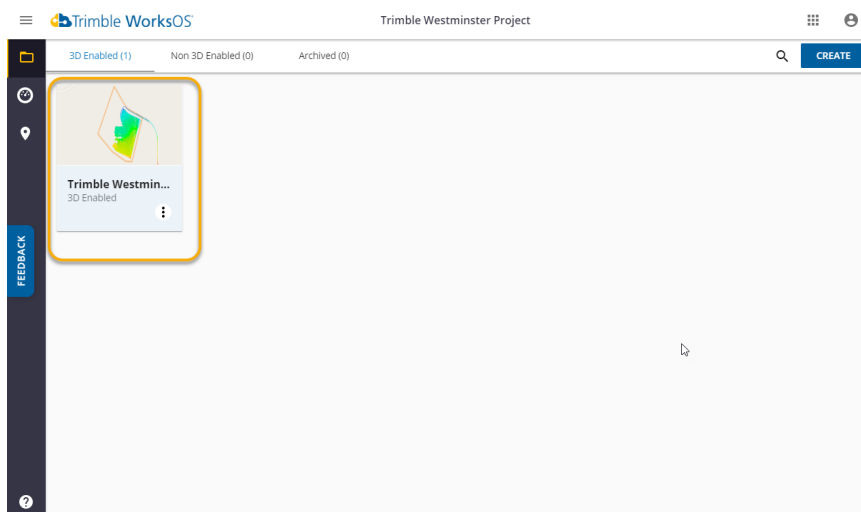 Trimble WorksOS
Trimble Westminster Project
3D Enabled (1) Non 3D Enabled (0) Archived (0) CREATE
Trimble Westmin...
3D Enabled
FEEDBACK